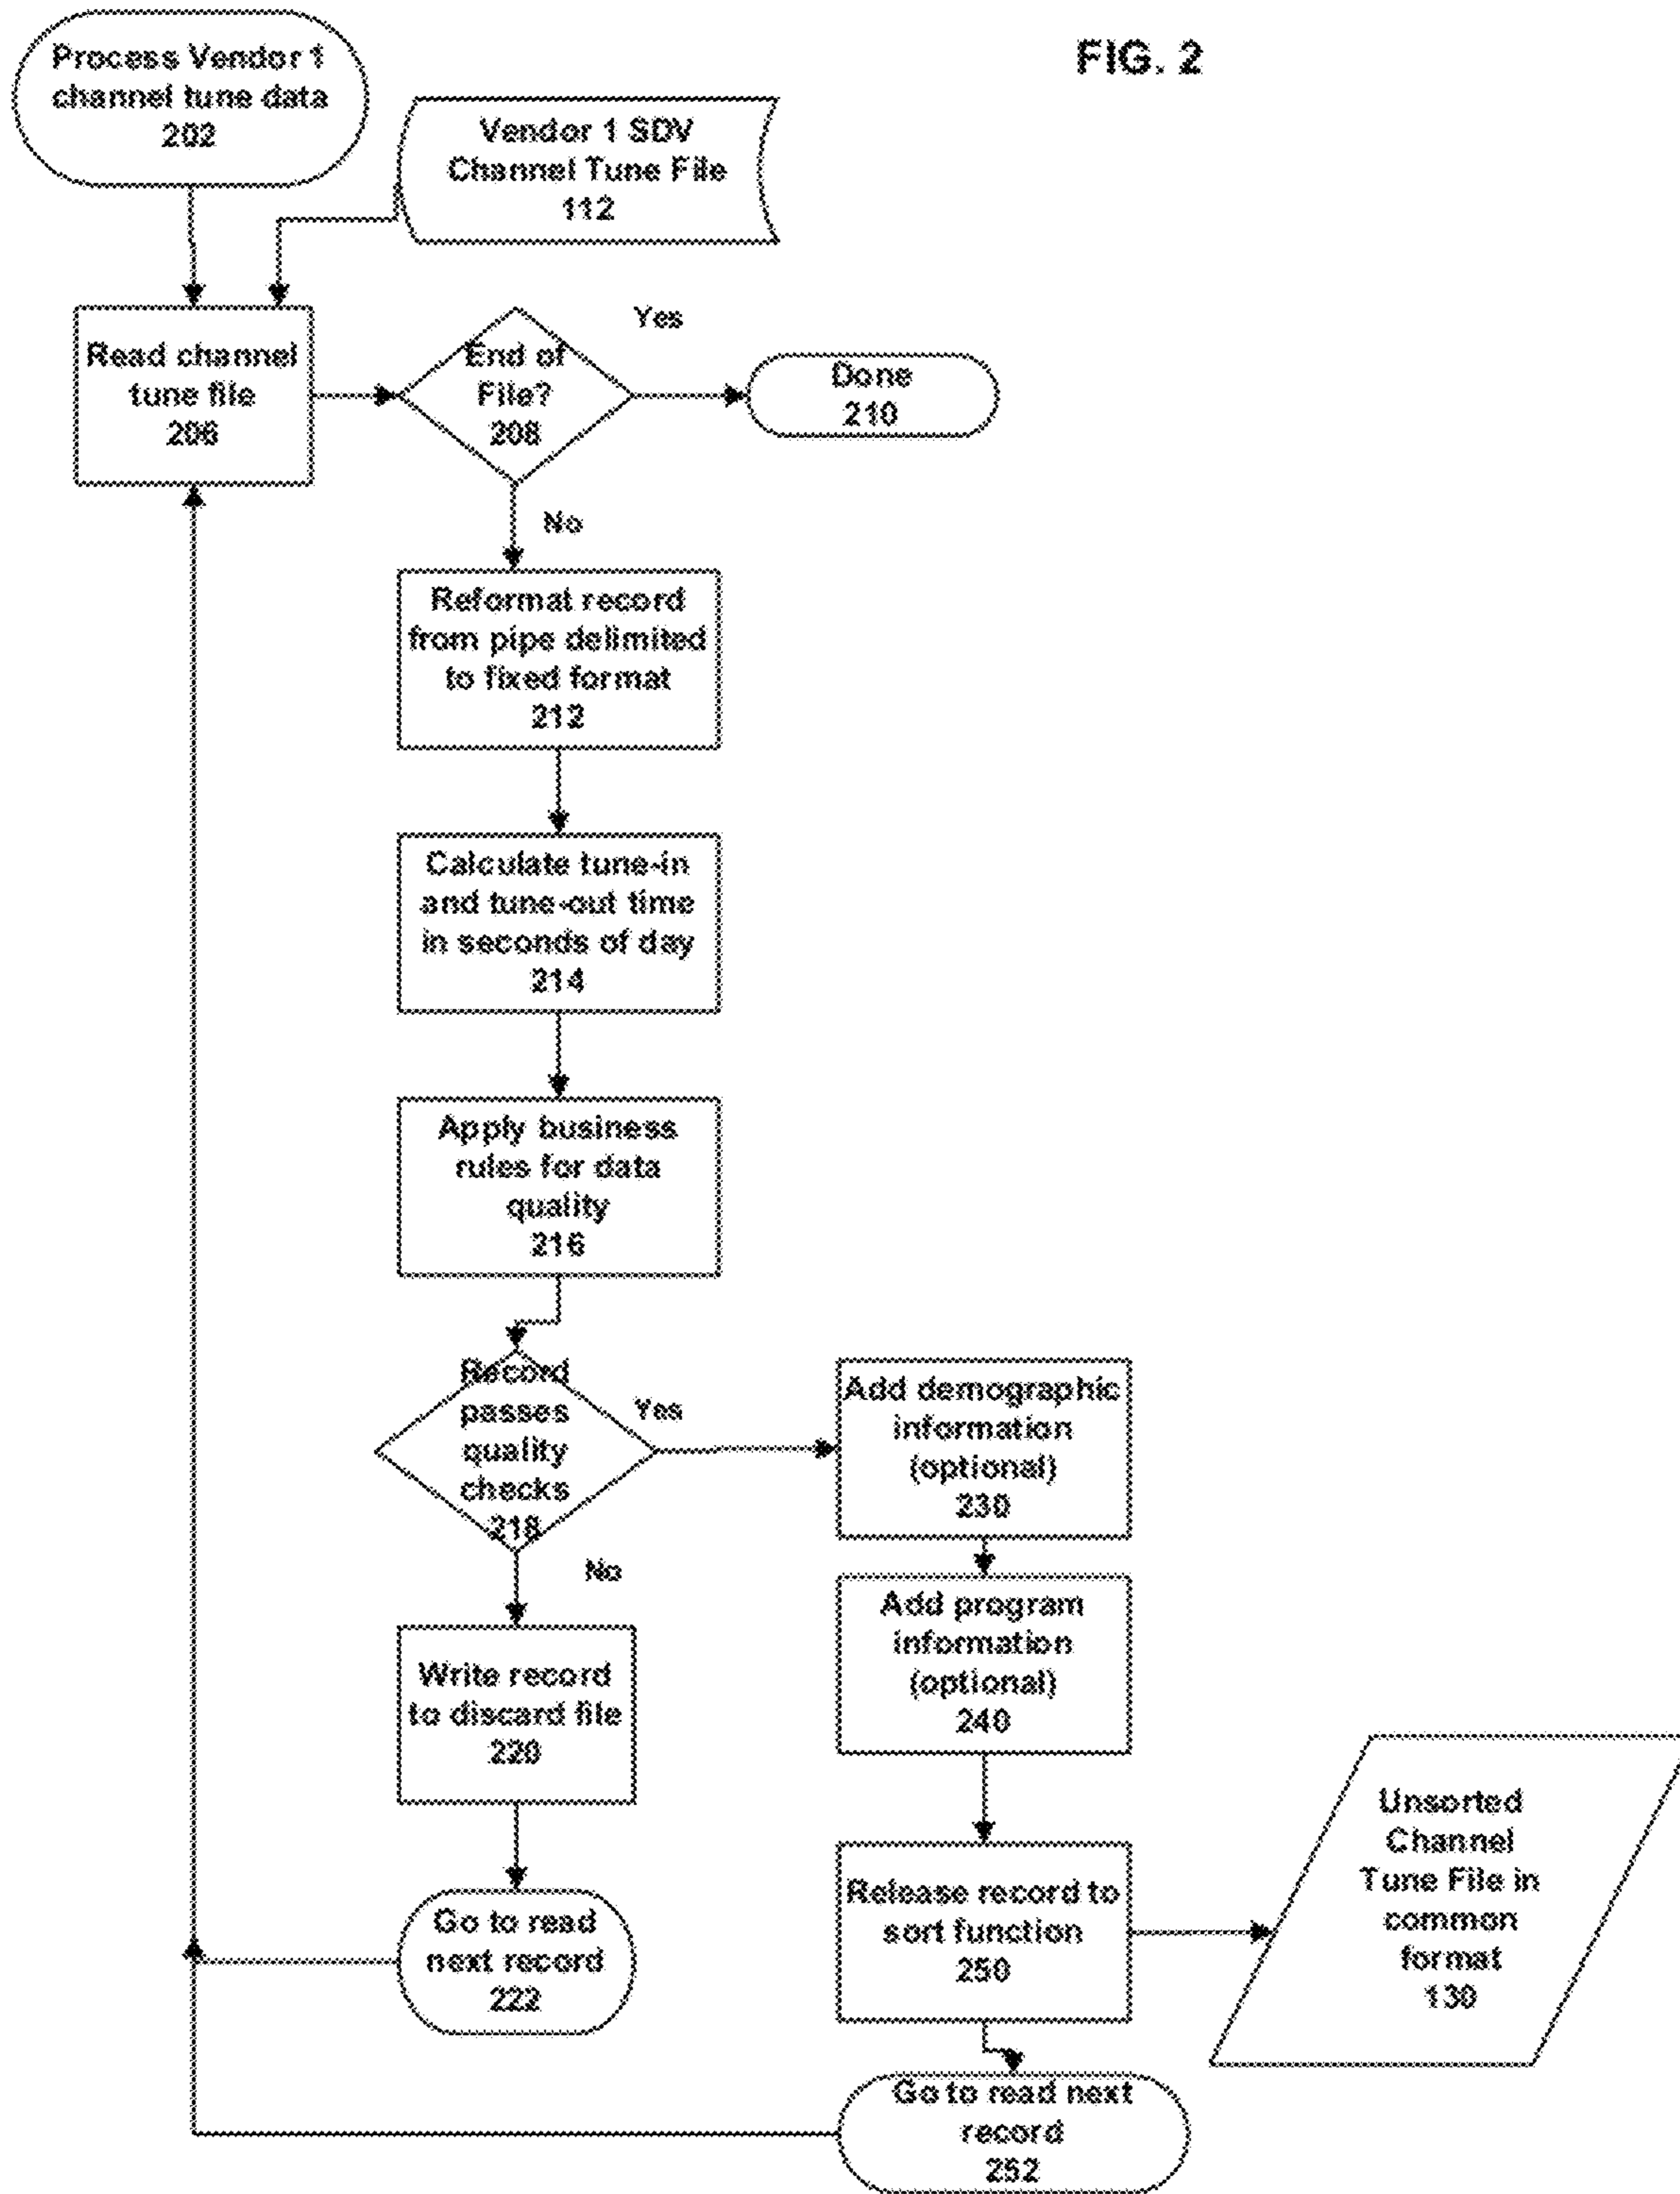 FIG. 2
Process Vendor 1
channel tune data
202
Vendor 1 SDV
Channel Tune File
112
Read channel
tune file
206
End of
File?
208
Yes
Done
210
No
Reformat record
from pipe delimited
to fixed format
212
Calculate tune-in
and tune-out time
in seconds of day
214
Apply business
rules for data
quality
216
Record
passes
quality
checks
218
Yes
Add demographic
information
(optional)
230
No
Add program
information
(optional)
240
Write record
to discard file
220
Unsorted
Channel
Tune File in
common
format
130
Release record to
sort function
250
Go to read
next record
222
Go to read next
record
252